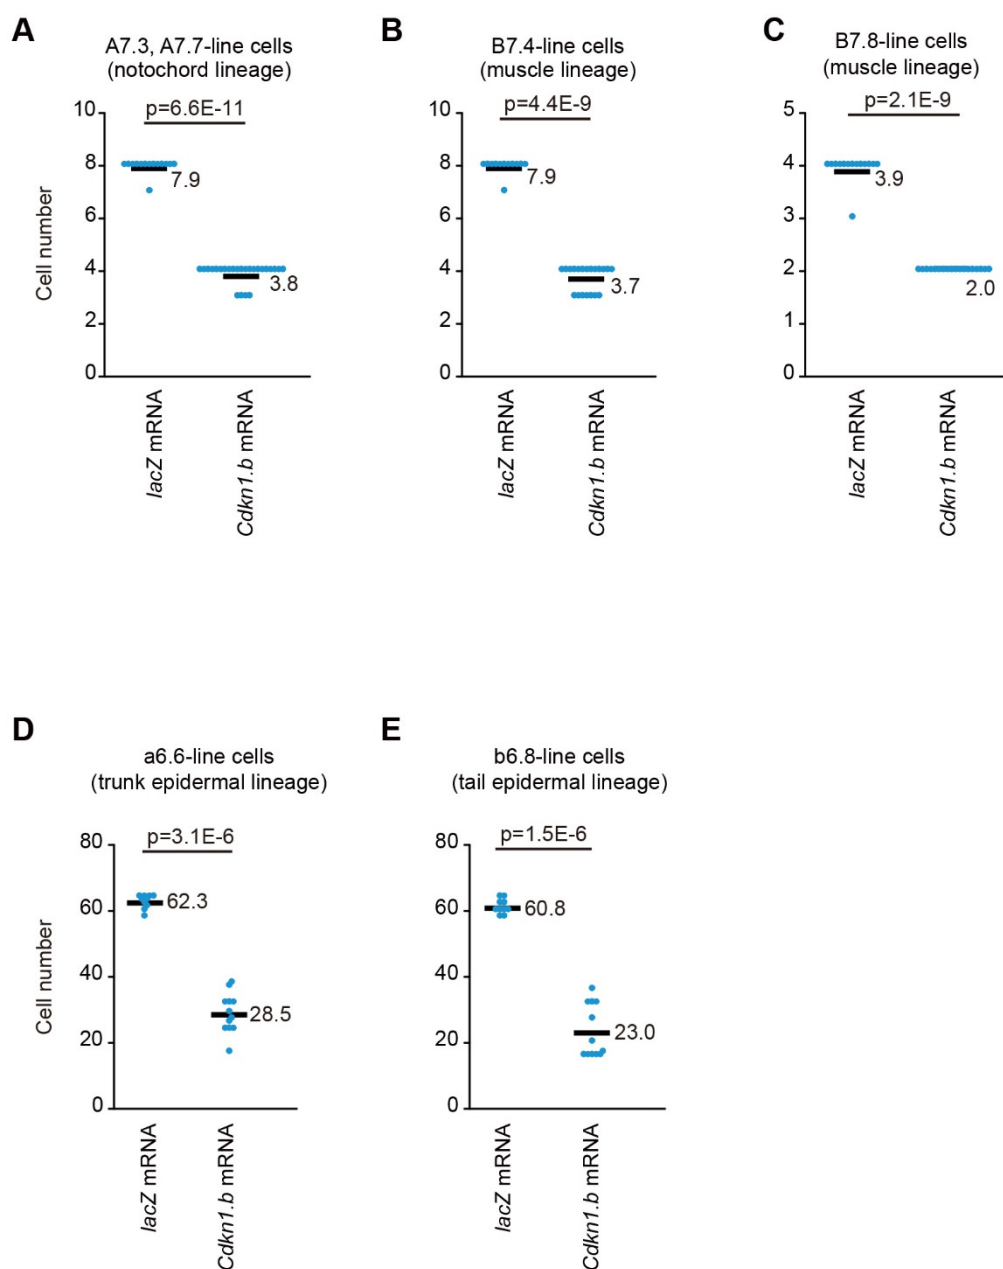 A
A7.3, A7.7-line cells
(notochord lineage)
p=6.6E-11
10
8
6
4
2
0
Cell number
7.9
3.8
lacZ mRNA
Cdkn1.b mRNA
B
B7.4-line cells
(muscle lineage)
p=4.4E-9
10
8
6
4
2
0
7.9
3.7
lacZ mRNA
Cdkn1.b mRNA
C
B7.8-line cells
(muscle lineage)
p=2.1E-9
5
4
3
2
1
0
3.9
2.0
lacZ mRNA
Cdkn1.b mRNA
D
a6.6-line cells
(trunk epidermal lineage)
p=3.1E-6
80
60
40
20
0
Cell number
62.3
28.5
lacZ mRNA
Cdkn1.b mRNA
E
b6.8-line cells
(tail epidermal lineage)
p=1.5E-6
80
60
40
20
0
60.8
23.0
lacZ mRNA
Cdkn1.b mRNA